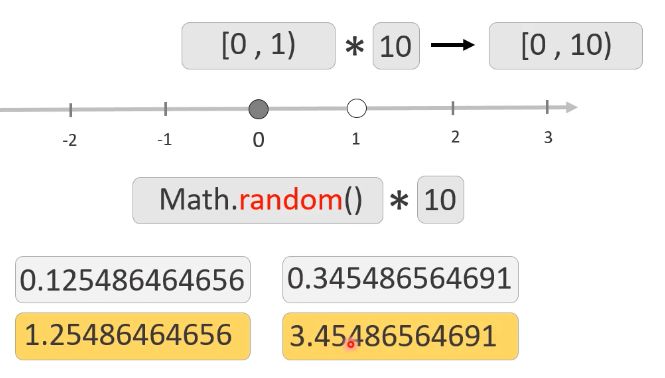 [0 , 1) * 10 → [0 , 10)
-2 -1 0 1 2 3
Math.random() * 10
0.125486464656 0.345486564691
1.25486464656 3.45486564691